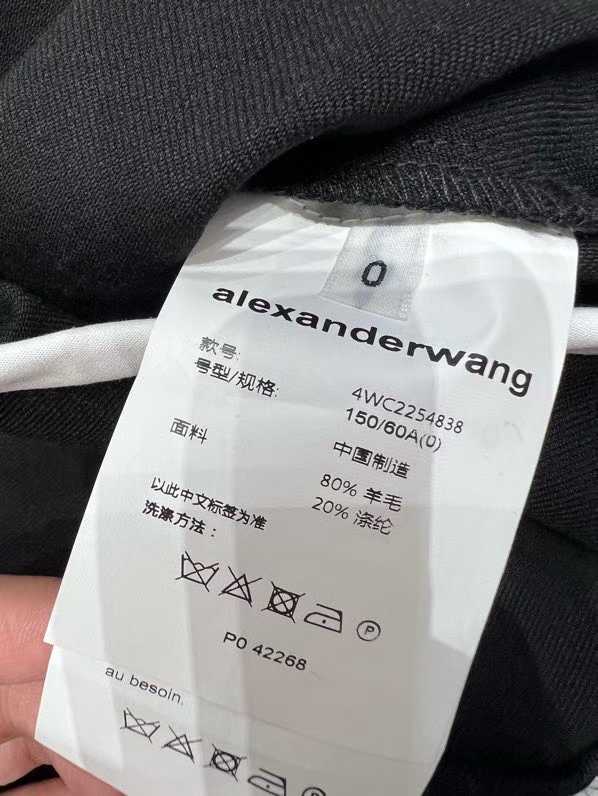 0
alexanderwang
款号: 4WC2254838
号型/规格: 150/60A(0)
中国制造
面料 80% 羊毛
20% 涤纶
以此中文标签为准
洗涤方法：
P
P0 42268
au besoin.